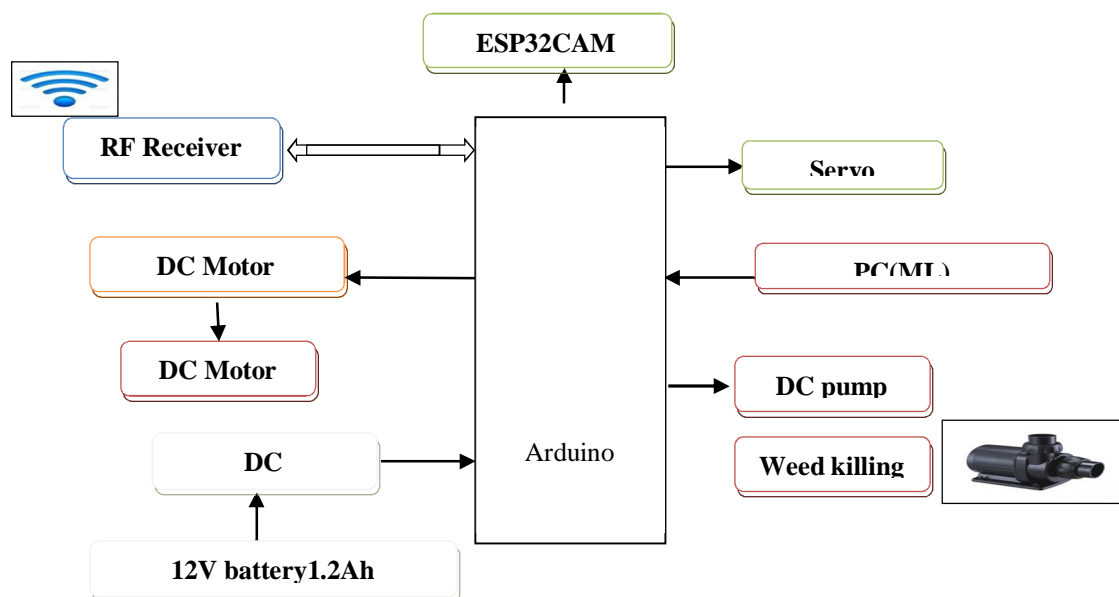 ESP32CAM
RF Receiver
Servo
DC Motor
PC(ML)
DC Motor
DC pump
DC
Arduino
Weed killing
12V battery1.2Ah